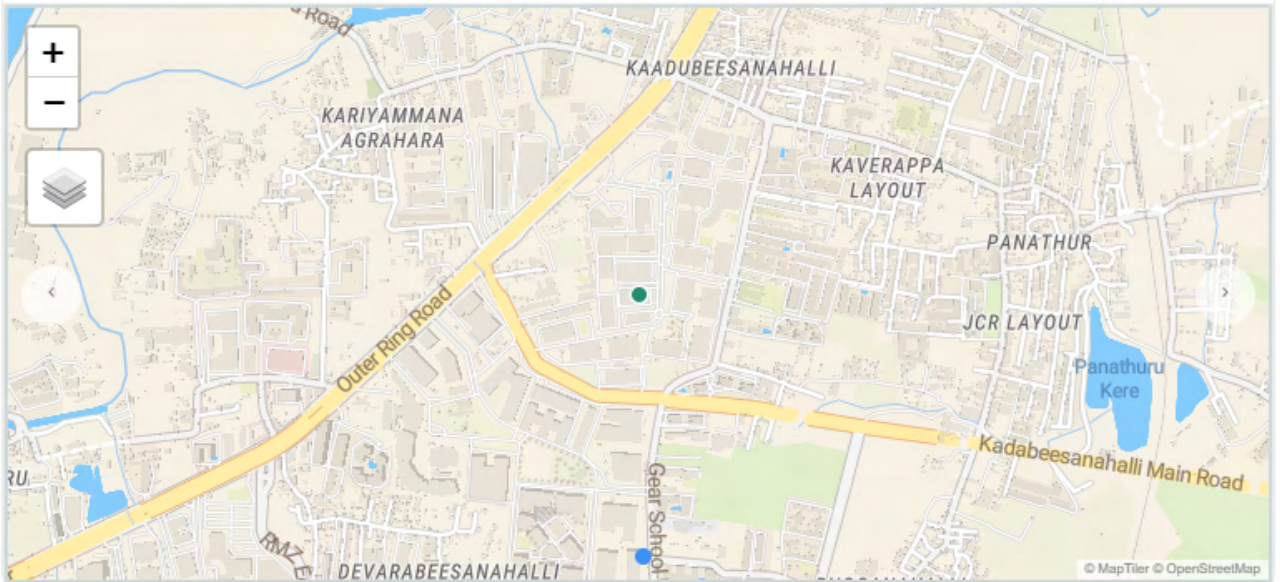 Road
+
KAADUBEESANAHALLI
−
KARIYAMMANA
AGRAHARA
KAVERAPPA
LAYOUT
PANATHUR
‹
›
Outer Ring Road
JCR LAYOUT
Panathuru
Kere
Kadabeesanahalli Main Road
RU
Gear School
RMZ E
DEVARABEESANAHALLI
© MapTiler © OpenStreetMap